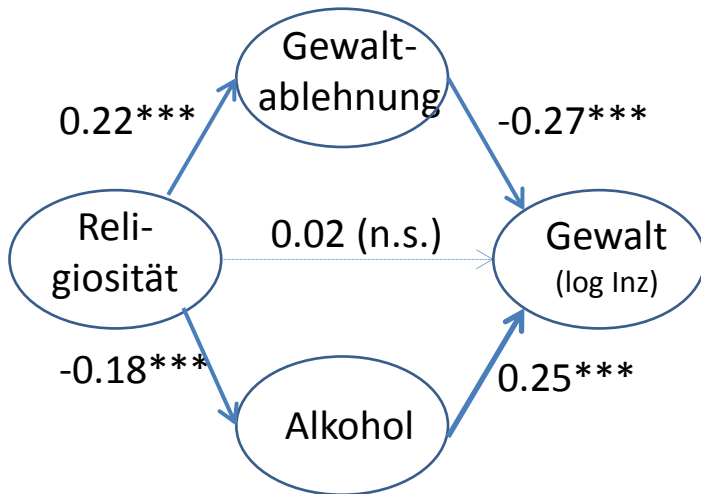 Gewalt-
ablehnung
0.22***
-0.27***
Reli-
giosität
0.02 (n.s.)
Gewalt
(log Inz)
-0.18***
0.25***
Alkohol